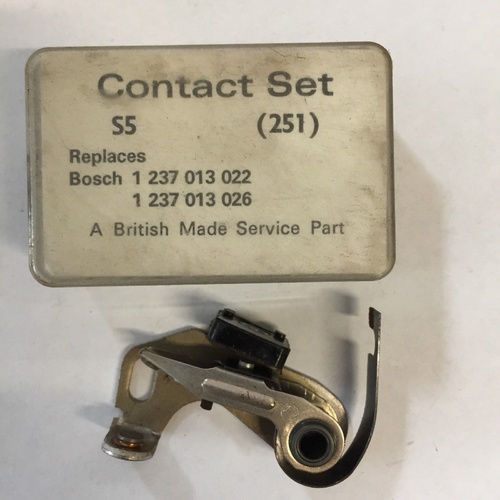 Contact Set
S5 (251)
Replaces
Bosch 1 237 013 022
1 237 013 026
A British Made Service Part